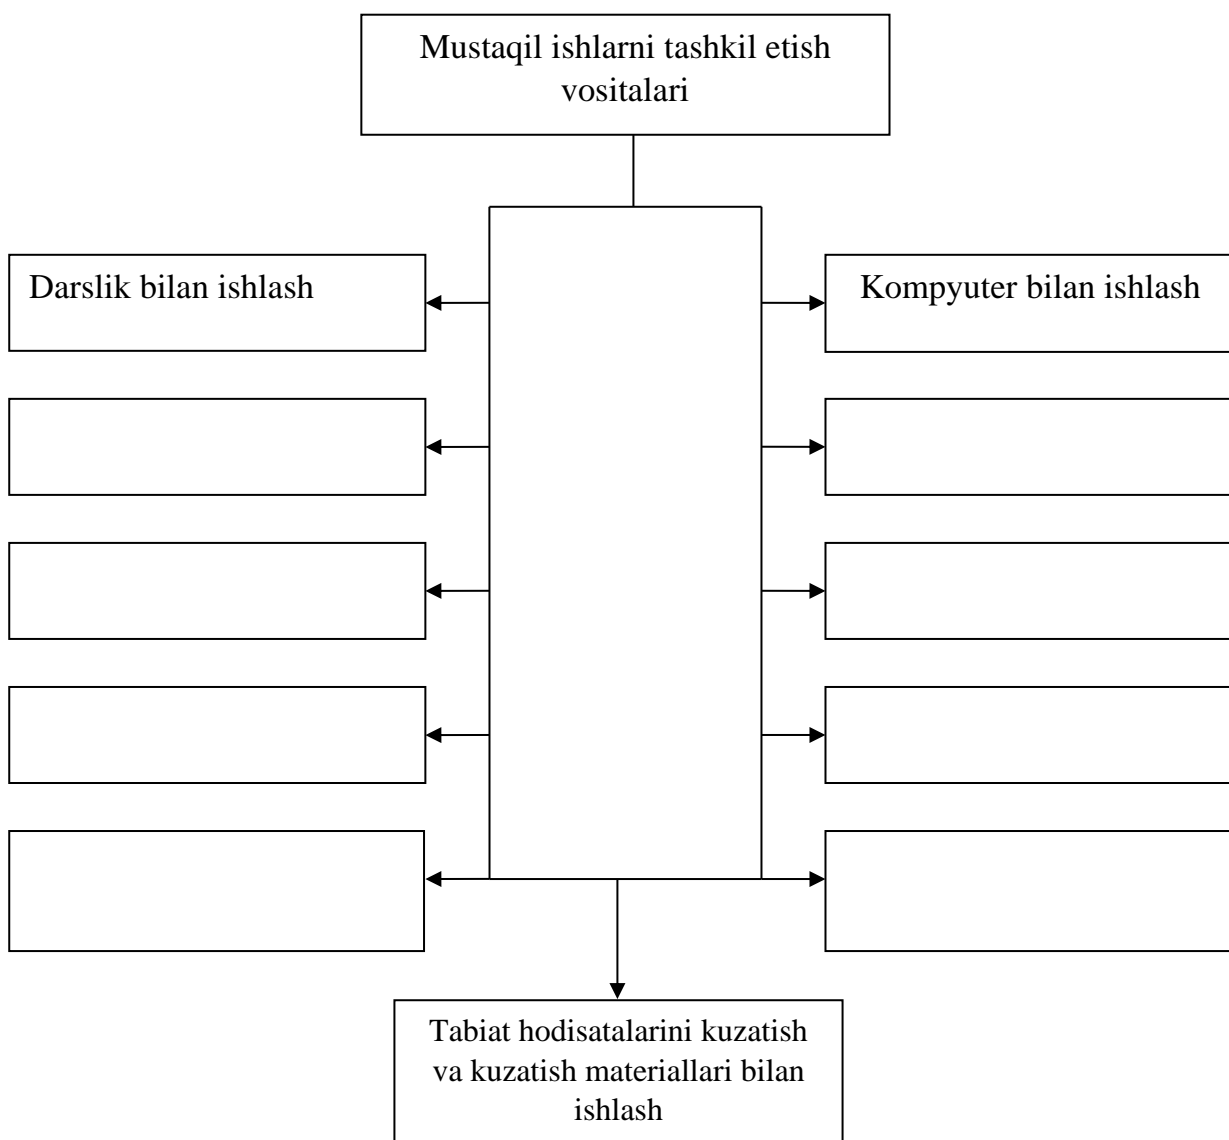 Mustaqil ishlarni tashkil etish
vositalari
Darslik bilan ishlash
Kompyuter bilan ishlash
Tabiat hodisatalarini kuzatish
va kuzatish materiallari bilan
ishlash